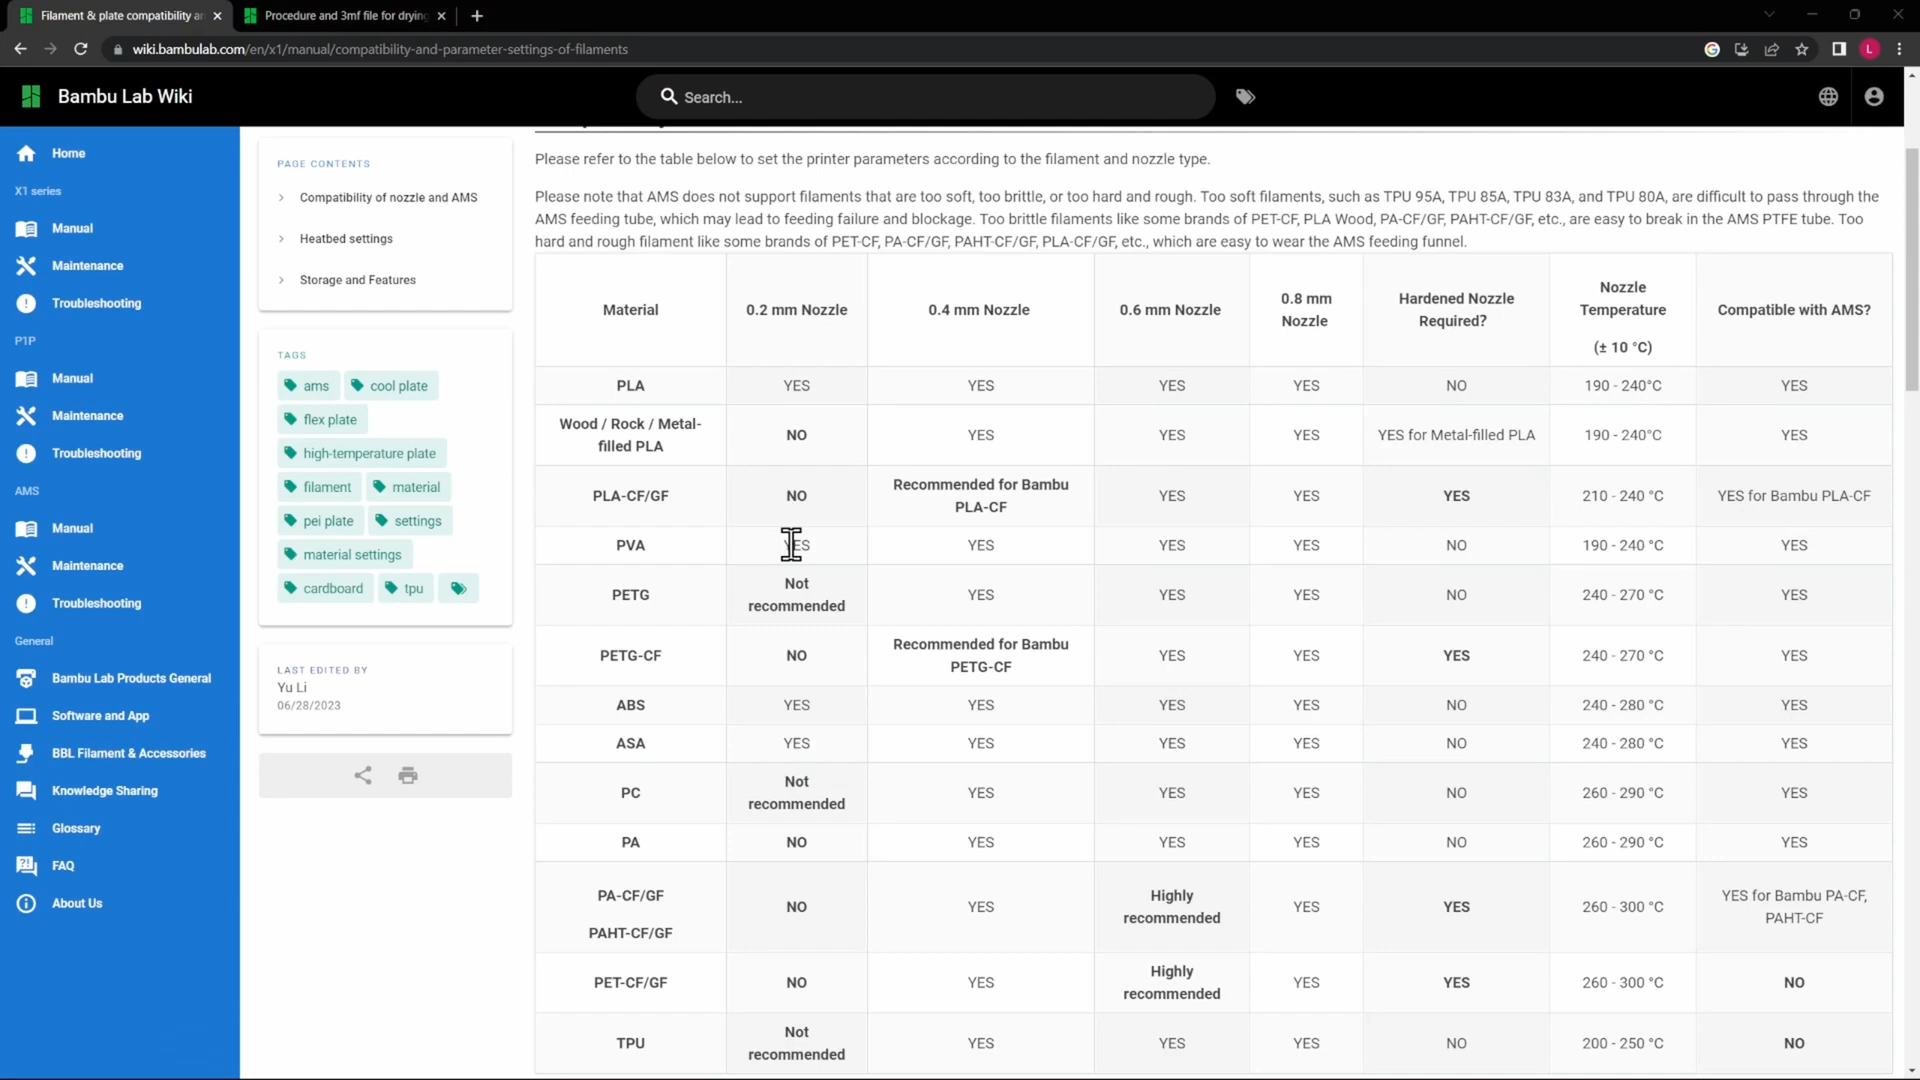 Filament & plate compatibility a
Procedure and 3mf file for drying
wiki.bambulab.com/en/x1/manual/compatibility-and-parameter-settings-of-filaments
L
Bambu Lab Wiki
Search...
Home
X1 series
Manual
Maintenance
Troubleshooting
P1P
Manual
Maintenance
Troubleshooting
AMS
Manual
Maintenance
Troubleshooting
General
Bambu Lab Products General
Software and App
BBL Filament & Accessories
Knowledge Sharing
Glossary
FAQ
About Us
PAGE CONTENTS
Compatibility of nozzle and AMS
Heatbed settings
Storage and Features
TAGS
ams cool plate
flex plate
high-temperature plate
filament material
pei plate settings
material settings
cardboard tpu
LAST EDITED BY
Yu Li
06/28/2023
Please refer to the table below to set the printer parameters according to the filament and nozzle type.
Please note that AMS does not support filaments that are too soft, too brittle, or too hard and rough. Too soft filaments, such as TPU 95A, TPU 85A, TPU 83A, and TPU 80A, are difficult to pass through the
AMS feeding tube, which may lead to feeding failure and blockage. Too brittle filaments like some brands of PET-CF, PLA Wood, PA-CF/GF, PAHT-CF/GF, etc., are easy to break in the AMS PTFE tube. Too
hard and rough filament like some brands of PET-CF, PA-CF/GF, PAHT-CF/GF, PLA-CF/GF, etc., which are easy to wear the AMS feeding funnel.
Material 0.2 mm Nozzle 0.4 mm Nozzle 0.6 mm Nozzle 0.8 mm Nozzle Hardened Nozzle Required? Nozzle Temperature (± 10 °C) Compatible with AMS?
PLA YES YES YES YES NO 190 - 240°C YES
Wood / Rock / Metal-filled PLA NO YES YES YES YES for Metal-filled PLA 190 - 240°C YES
PLA-CF/GF NO Recommended for Bambu PLA-CF YES YES YES 210 - 240 °C YES for Bambu PLA-CF
PVA YES YES YES YES NO 190 - 240 °C YES
PETG Not recommended YES YES YES NO 240 - 270 °C YES
PETG-CF NO Recommended for Bambu PETG-CF YES YES YES 240 - 270 °C YES
ABS YES YES YES YES NO 240 - 280 °C YES
ASA YES YES YES YES NO 240 - 280 °C YES
PC Not recommended YES YES YES NO 260 - 290 °C YES
PA NO YES YES YES NO 260 - 290 °C YES
PA-CF/GF PAHT-CF/GF NO YES Highly recommended YES YES 260 - 300 °C YES for Bambu PA-CF, PAHT-CF
PET-CF/GF NO YES Highly recommended YES YES 260 - 300 °C NO
TPU Not recommended YES YES YES NO 200 - 250 °C NO